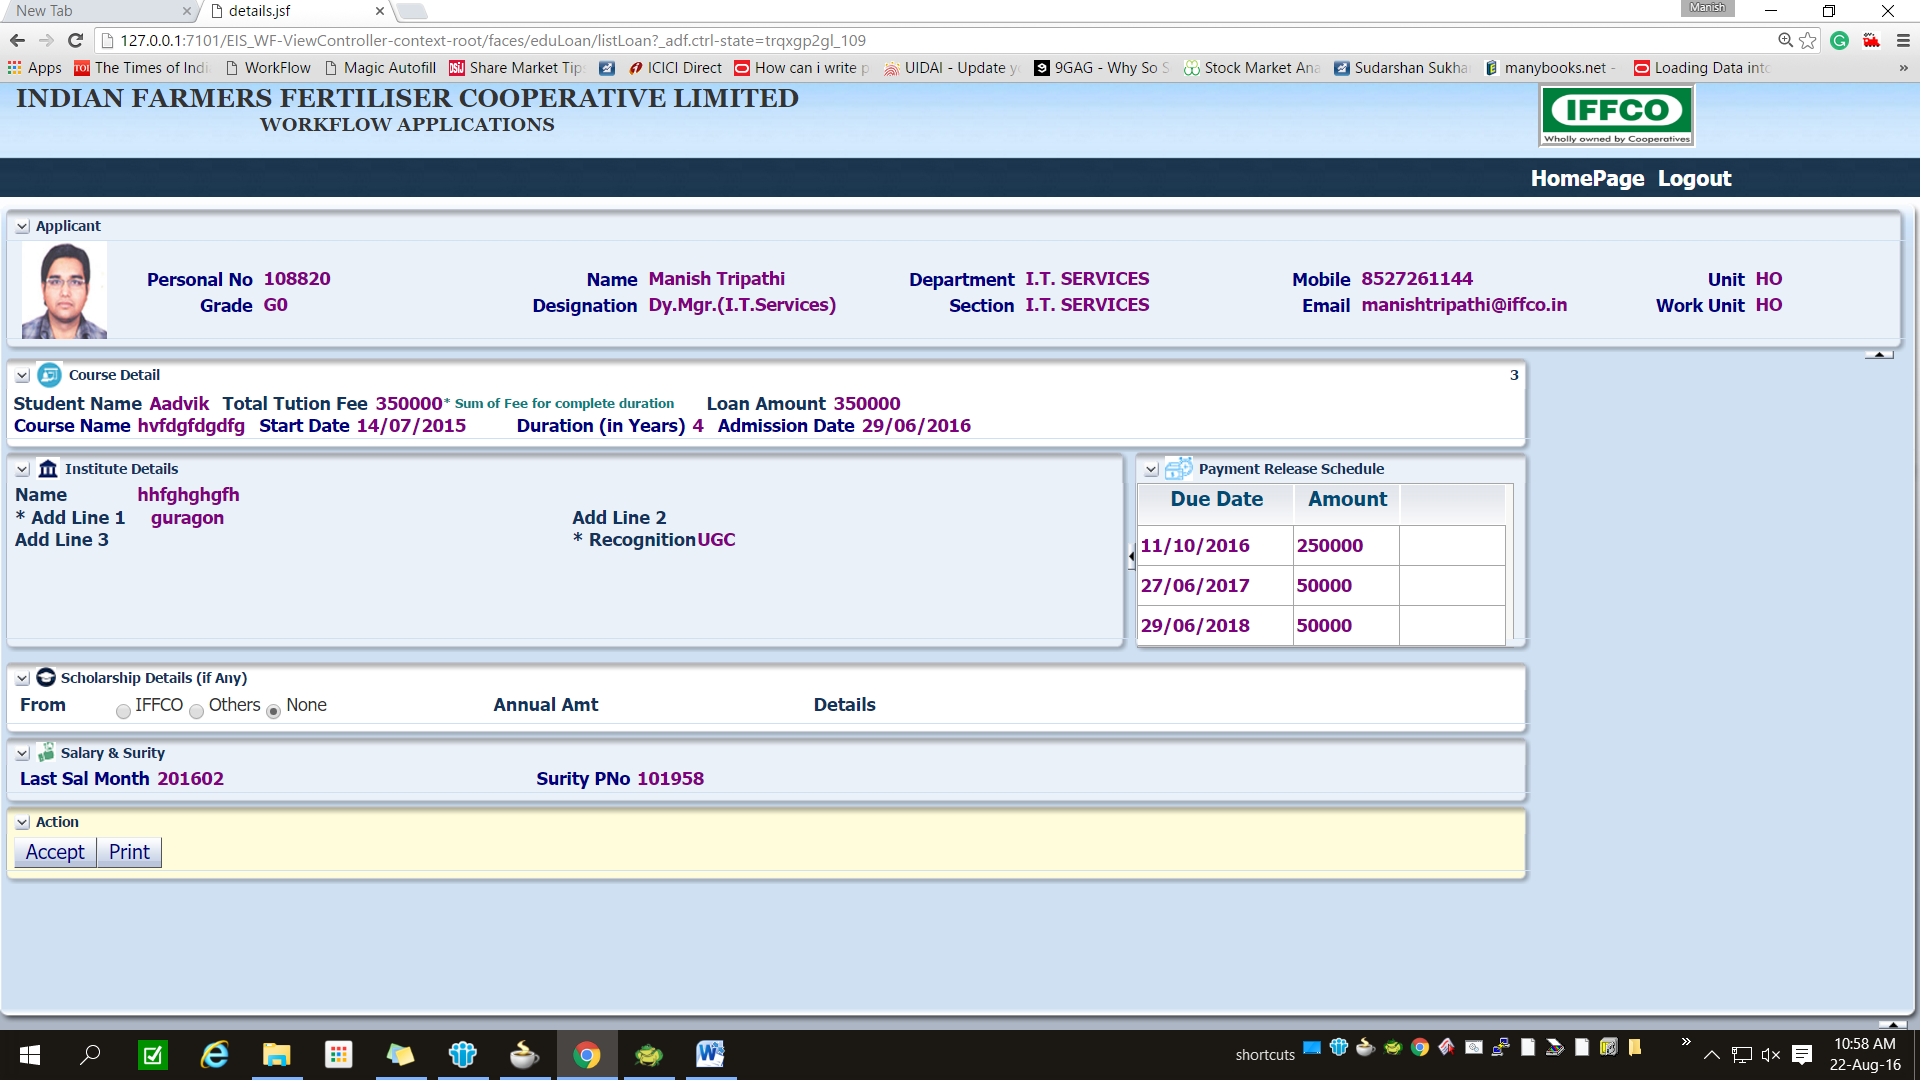 New Tab
details.jsf
Manish
127.0.0.1:7101/EIS_WF-ViewController-context-root/faces/eduLoan/listLoan?_adf.ctrl-state=trqxgp2gl_109
Apps The Times of Indi WorkFlow Magic Autofill Share Market Tip ICICI Direct How can i write p UIDAI - Update y 9GAG - Why So S Stock Market Ana Sudarshan Sukha manybooks.net - Loading Data into »
INDIAN FARMERS FERTILISER COOPERATIVE LIMITED
WORKFLOW APPLICATIONS
IFFCO
Wholly owned by Cooperatives
HomePage Logout
Applicant
Personal No 108820 Name Manish Tripathi Department I.T. SERVICES Mobile 8527261144 Unit HO
Grade G0 Designation Dy.Mgr.(I.T.Services) Section I.T. SERVICES Email manishtripathi@iffco.in Work Unit HO
Course Detail 3
Student Name Aadvik Total Tution Fee 350000 * Sum of Fee for complete duration Loan Amount 350000
Course Name hvfdgfdgdfg Start Date 14/07/2015 Duration (in Years) 4 Admission Date 29/06/2016
Institute Details
Name hhfghghgfh
* Add Line 1 guragon Add Line 2
Add Line 3 * Recognition UGC
Payment Release Schedule
Due Date Amount
11/10/2016 250000
27/06/2017 50000
29/06/2018 50000
Scholarship Details (if Any)
From IFFCO Others None Annual Amt Details
Salary & Surity
Last Sal Month 201602 Surity PNo 101958
Action
Accept Print
shortcuts » 10:58 AM
22-Aug-16